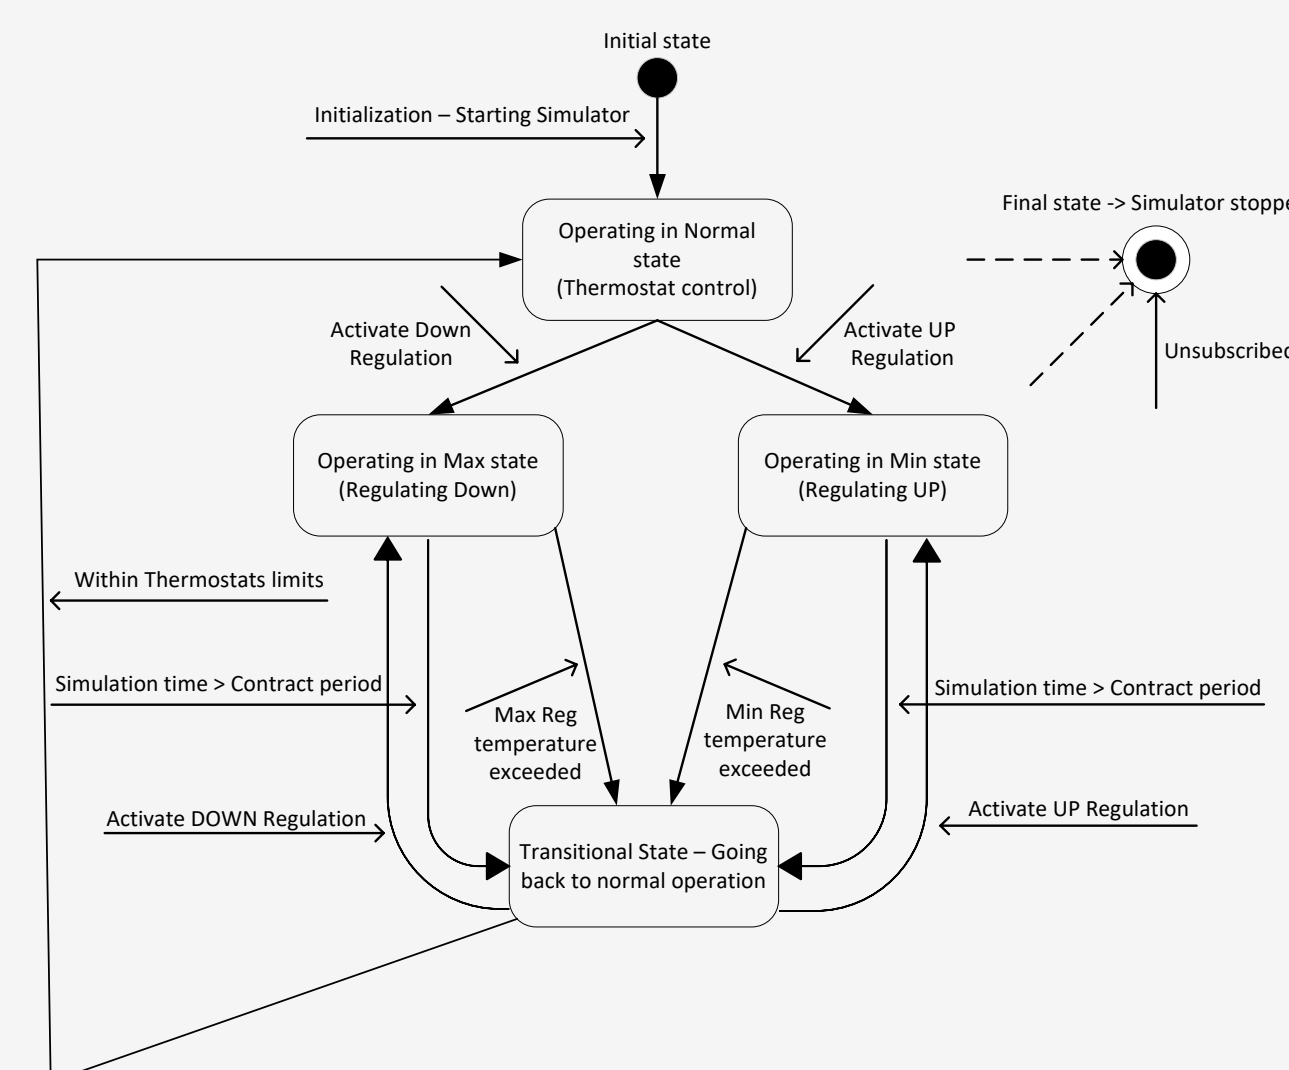 Initial state
Initialization – Starting Simulator
Operating in Normal
state
(Thermostat control)
Final state -> Simulator stoppe
Activate Down
Regulation
Activate UP
Regulation
Unsubscribed
Operating in Max state
(Regulating Down)
Operating in Min state
(Regulating UP)
Within Thermostats limits
Simulation time > Contract period
Max Reg
temperature
exceeded
Min Reg
temperature
exceeded
Simulation time > Contract period
Activate DOWN Regulation
Activate UP Regulation
Transitional State – Going
back to normal operation